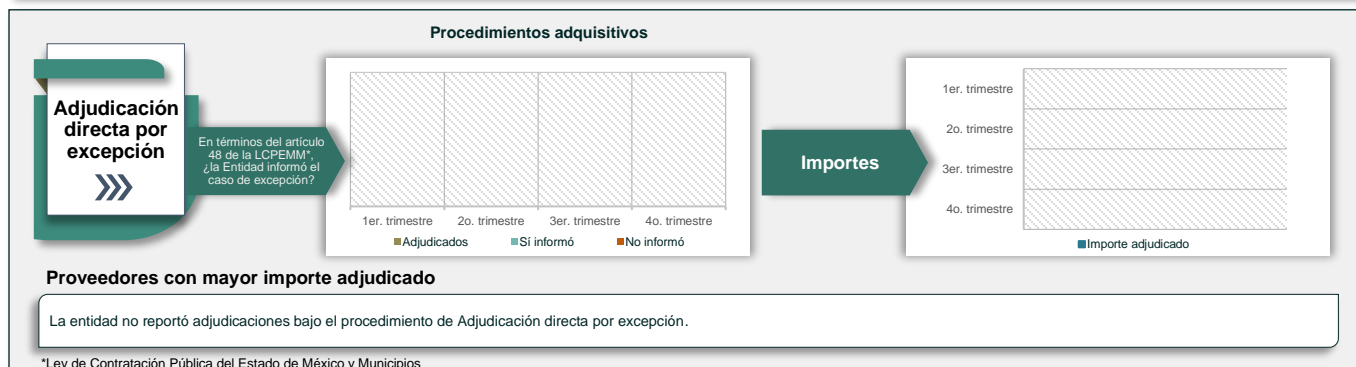 Procedimientos adquisitivos
Adjudicación
directa por
excepción
En términos del artículo
48 de la LCPEMM*,
¿la Entidad informó el
caso de excepción?
1er. trimestre
2o. trimestre
3er. trimestre
4o. trimestre
Adjudicados
Sí informó
No informó
Importes
1er. trimestre
2o. trimestre
3er. trimestre
4o. trimestre
Importe adjudicado
Proveedores con mayor importe adjudicado
La entidad no reportó adjudicaciones bajo el procedimiento de Adjudicación directa por excepción.
*Ley de Contratación Pública del Estado de México y Municipios